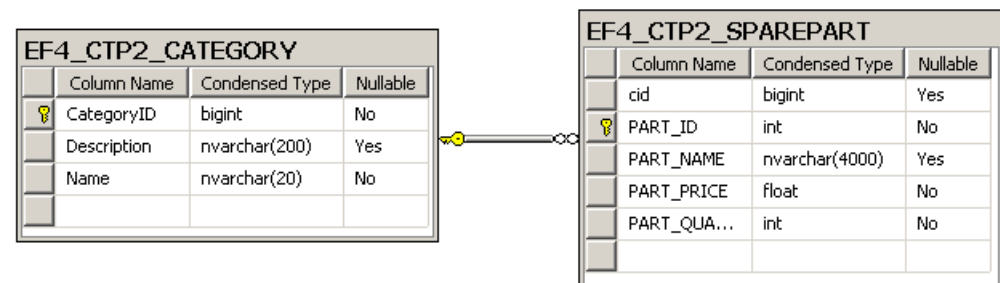 EF4_CTP2_CATEGORY
Column Name Condensed Type Nullable
CategoryID bigint No
Description nvarchar(200) Yes
Name nvarchar(20) No
EF4_CTP2_SPAREPART
Column Name Condensed Type Nullable
cid bigint Yes
PART_ID int No
PART_NAME nvarchar(4000) Yes
PART_PRICE float No
PART_QUA... int No